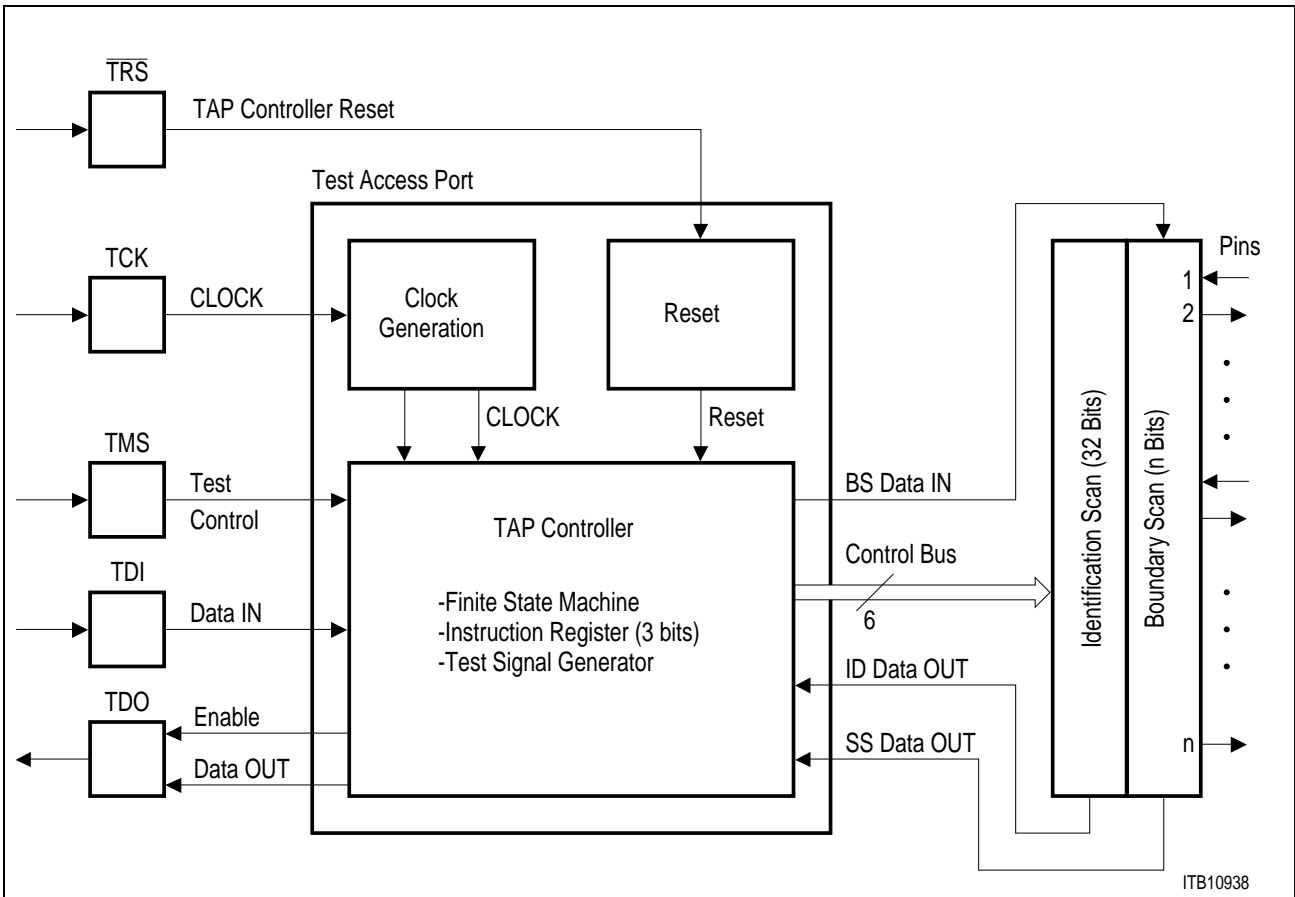 T̅R̅S̅
TAP Controller Reset
Test Access Port
TCK
CLOCK
Clock
Generation
Reset
Pins
1
2
CLOCK
Reset
TMS
Test
Control
TAP Controller
-Finite State Machine
-Instruction Register (3 bits)
-Test Signal Generator
BS Data IN
Control Bus
6
Identification Scan (32 Bits)
Boundary Scan (n Bits)
TDI
Data IN
ID Data OUT
TDO
Enable
Data OUT
SS Data OUT
n
ITB10938